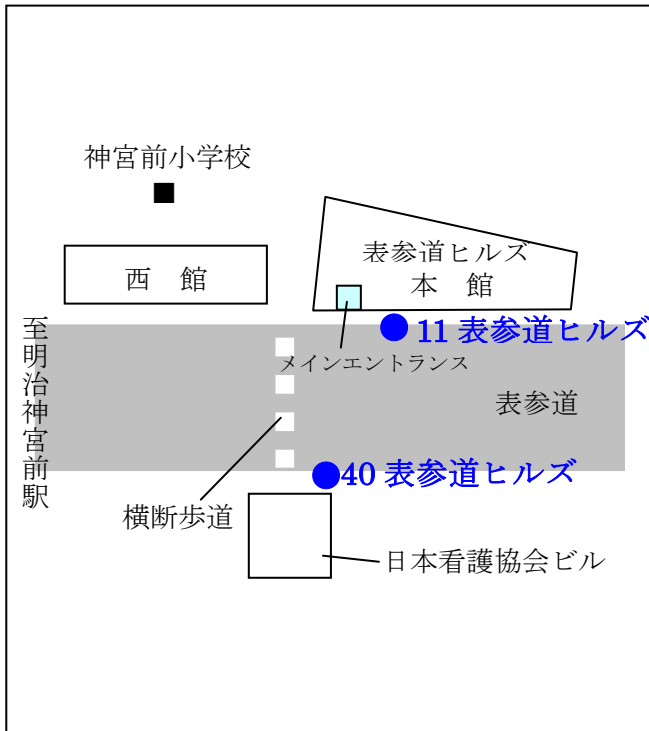 神宮前小学校
表参道ヒルズ
本　館
西　館
11 表参道ヒルズ
メインエントランス
至明治神宮前駅
表参道
40 表参道ヒルズ
横断歩道
日本看護協会ビル